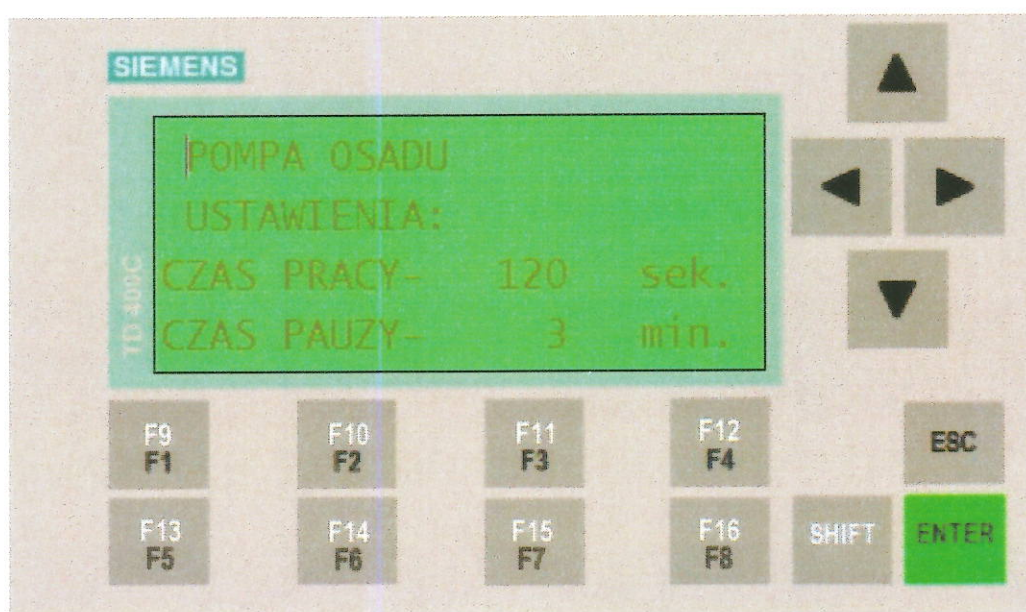 SIEMENS
POMPA OSADU
USTAWIENIA:
CZAS PRACY- 120 sek.
CZAS PAUZY- 3 min.
TD 400C
F9 F10 F11 F12
F1 F2 F3 F4
ESC
F13 F14 F15 F16
F5 F6 F7 F8
SHIFT ENTER